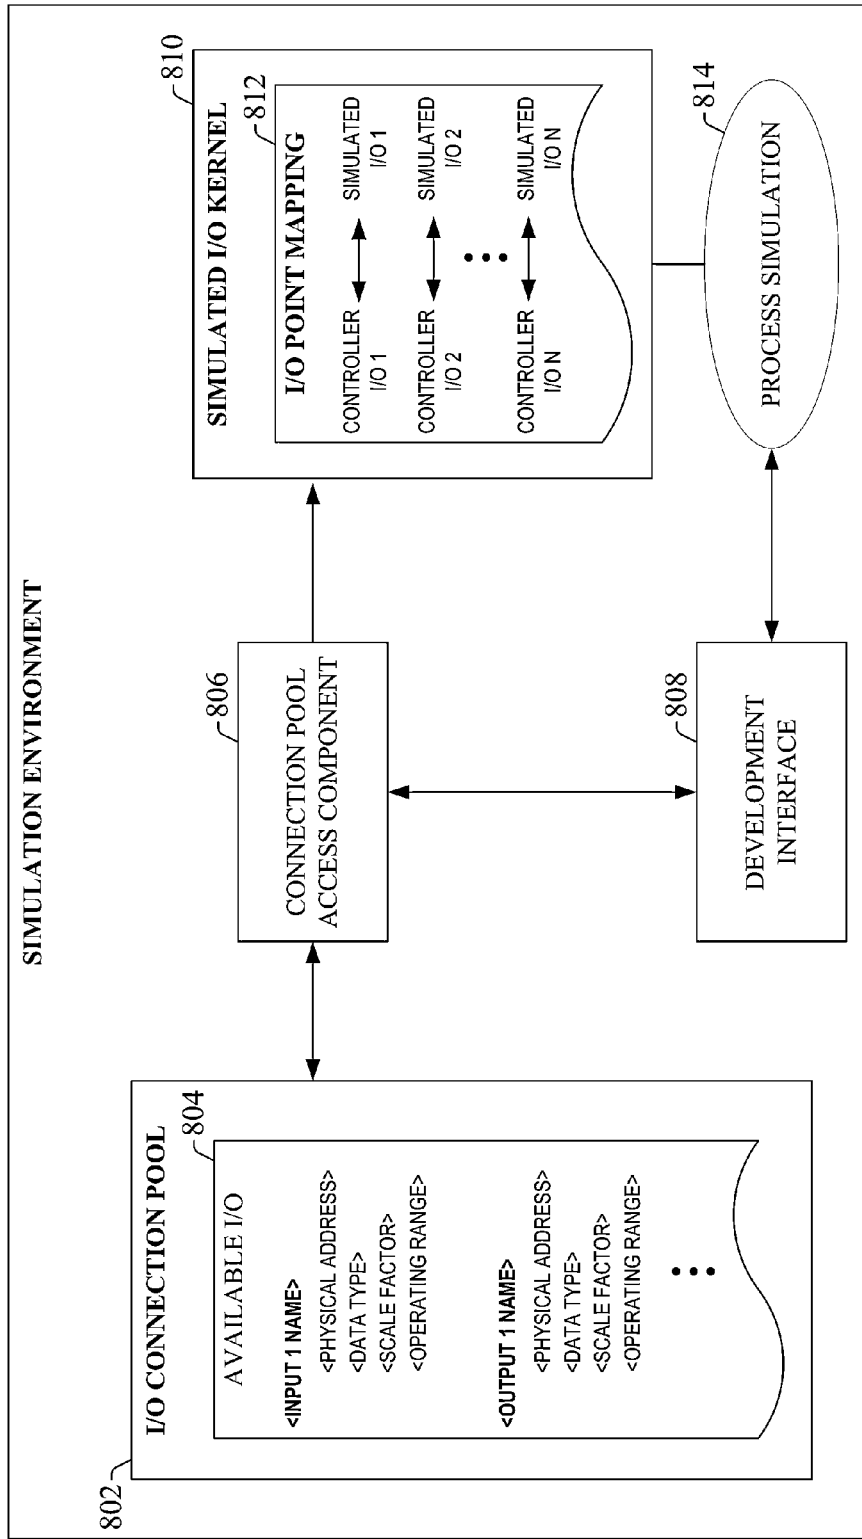 SIMULATION ENVIRONMENT
802
I/O CONNECTION POOL
804
AVAILABLE I/O
<INPUT 1 NAME>
<PHYSICAL ADDRESS>
<DATA TYPE>
<SCALE FACTOR>
<OPERATING RANGE>
<OUTPUT 1 NAME>
<PHYSICAL ADDRESS>
<DATA TYPE>
<SCALE FACTOR>
<OPERATING RANGE>
806
CONNECTION POOL
ACCESS COMPONENT
808
DEVELOPMENT
INTERFACE
810
SIMULATED I/O KERNEL
812
I/O POINT MAPPING
CONTROLLER
I/O 1
SIMULATED
I/O 1
CONTROLLER
I/O 2
SIMULATED
I/O 2
CONTROLLER
I/O N
SIMULATED
I/O N
814
PROCESS SIMULATION